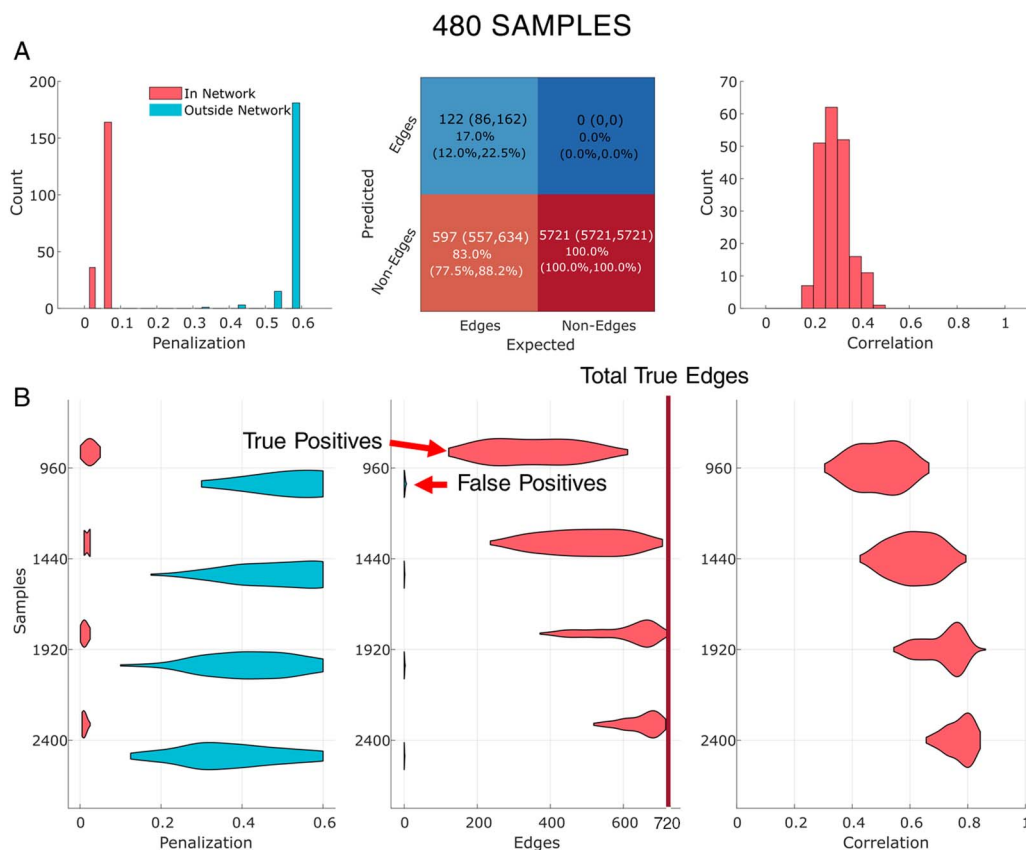 480 SAMPLES
A
200
150
100
50
0
Count
In Network
Outside Network
0 0.1 0.2 0.3 0.4 0.5 0.6
Penalization
Predicted
Edges
Non-Edges
122 (86,162)
17.0%
(12.0%,22.5%)
0 (0,0)
0.0%
(0.0%,0.0%)
597 (557,634)
83.0%
(77.5%,88.2%)
5721 (5721,5721)
100.0%
(100.0%,100.0%)
Edges Non-Edges
Expected
70
60
50
40
30
20
10
0
Count
0 0.2 0.4 0.6 0.8 1
Correlation
B
Total True Edges
True Positives
False Positives
Samples
960
1440
1920
2400
0 0.2 0.4 0.6
Penalization
960
1440
1920
2400
0 200 400 600 720
Edges
960
1440
1920
2400
0 0.2 0.4 0.6 0.8 1
Correlation